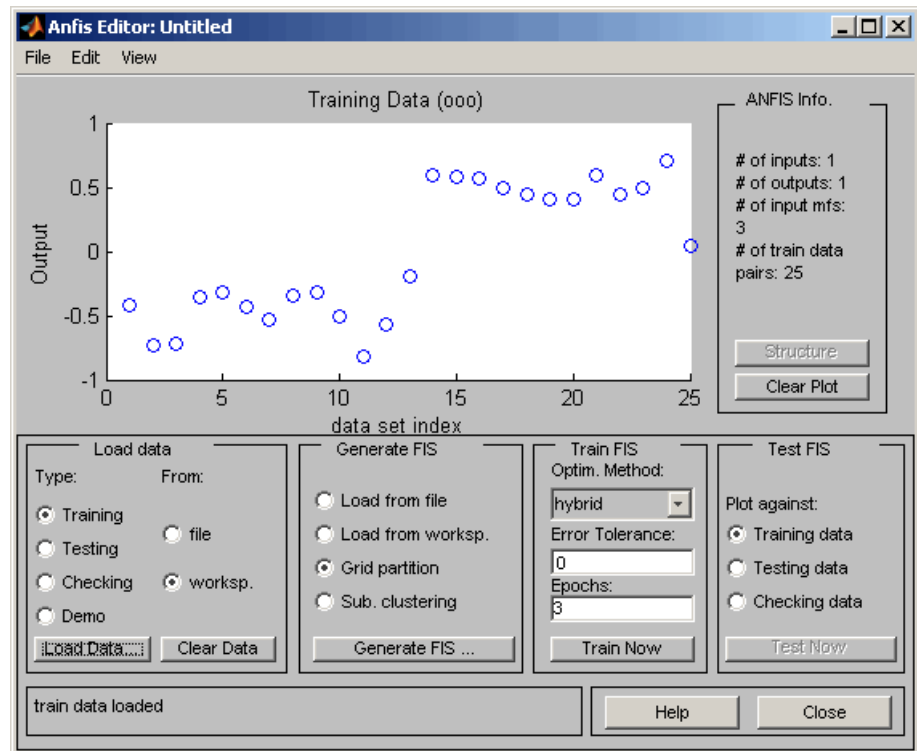 Anfis Editor: Untitled
File Edit View
Training Data (ooo)
1
0.5
0
-0.5
-1
Output
0 5 10 15 20 25
data set index
ANFIS Info.
# of inputs: 1
# of outputs: 1
# of input mfs:
3
# of train data
pairs: 25
Structure
Clear Plot
Load data
Type: From:
Training
Testing
Checking
Demo
file
worksp.
Load Data...
Clear Data
Generate FIS
Load from file
Load from worksp.
Grid partition
Sub. clustering
Generate FIS ...
Train FIS
Optim. Method:
hybrid
Error Tolerance:
0
Epochs:
3
Train Now
Test FIS
Plot against:
Training data
Testing data
Checking data
Test Now
train data loaded
Help
Close